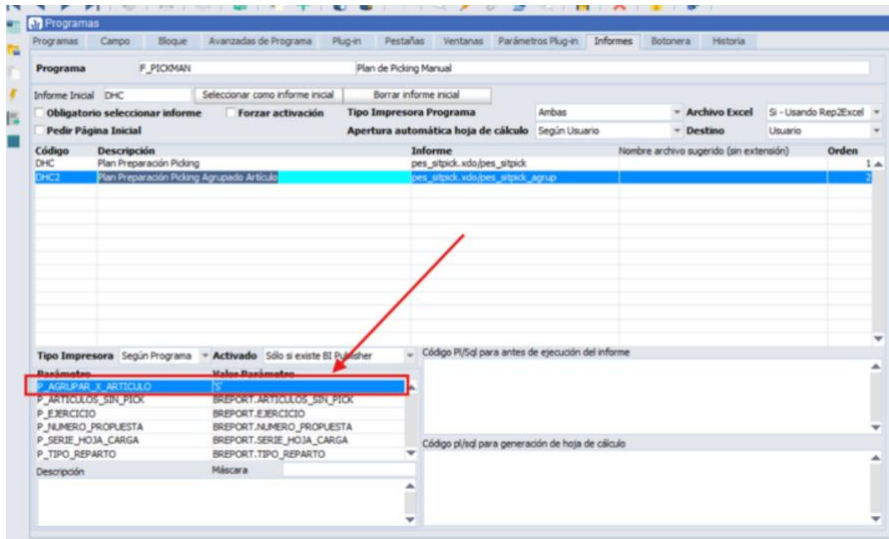 Programas
Programas Campo Bloque Avanzadas de Programa Plug-in Pestañas Ventanas Parámetros Plug-in Informes Botonera Historia
Programa F_PICKMAN Plan de Picking Manual
Informe Inicial DHC Seleccionar como informe inicial Borrar informe inicial
Obligatorio seleccionar informe Forzar activación Tipo Impresora Programa Ambas Archivo Excel Si - Usando Rep2Excel
Pedir Página Inicial Apertura automática hoja de cálculo Según Usuario Destino Usuario
Código Descripción Informe Nombre archivo sugerido (sin extensión) Orden
DHC Plan Preparación Picking pes_sitpick.xdo/pes_sitpick 1
DHC2 Plan Preparación Picking Agrupado Artículo pes_sitpick.xdo/pes_sitpick_agrup 2
Tipo Impresora Según Programa Activado Sólo si existe BI Publisher Código Pl/Sql para antes de ejecución del informe
Parámetro Valor Parámetro
P_AGRUPAR_X_ARTICULO 'S'
P_ARTICULOS_SIN_PICK BREPORT.ARTICULOS_SIN_PICK
P_EJERCICIO BREPORT.EJERCICIO
P_NUMERO_PROPUESTA BREPORT.NUMERO_PROPUESTA
P_SERIE_HOJA_CARGA BREPORT.SERIE_HOJA_CARGA
P_TIPO_REPARTO BREPORT.TIPO_REPARTO
Código pl/sql para generación de hoja de cálculo
Descripción Máscara